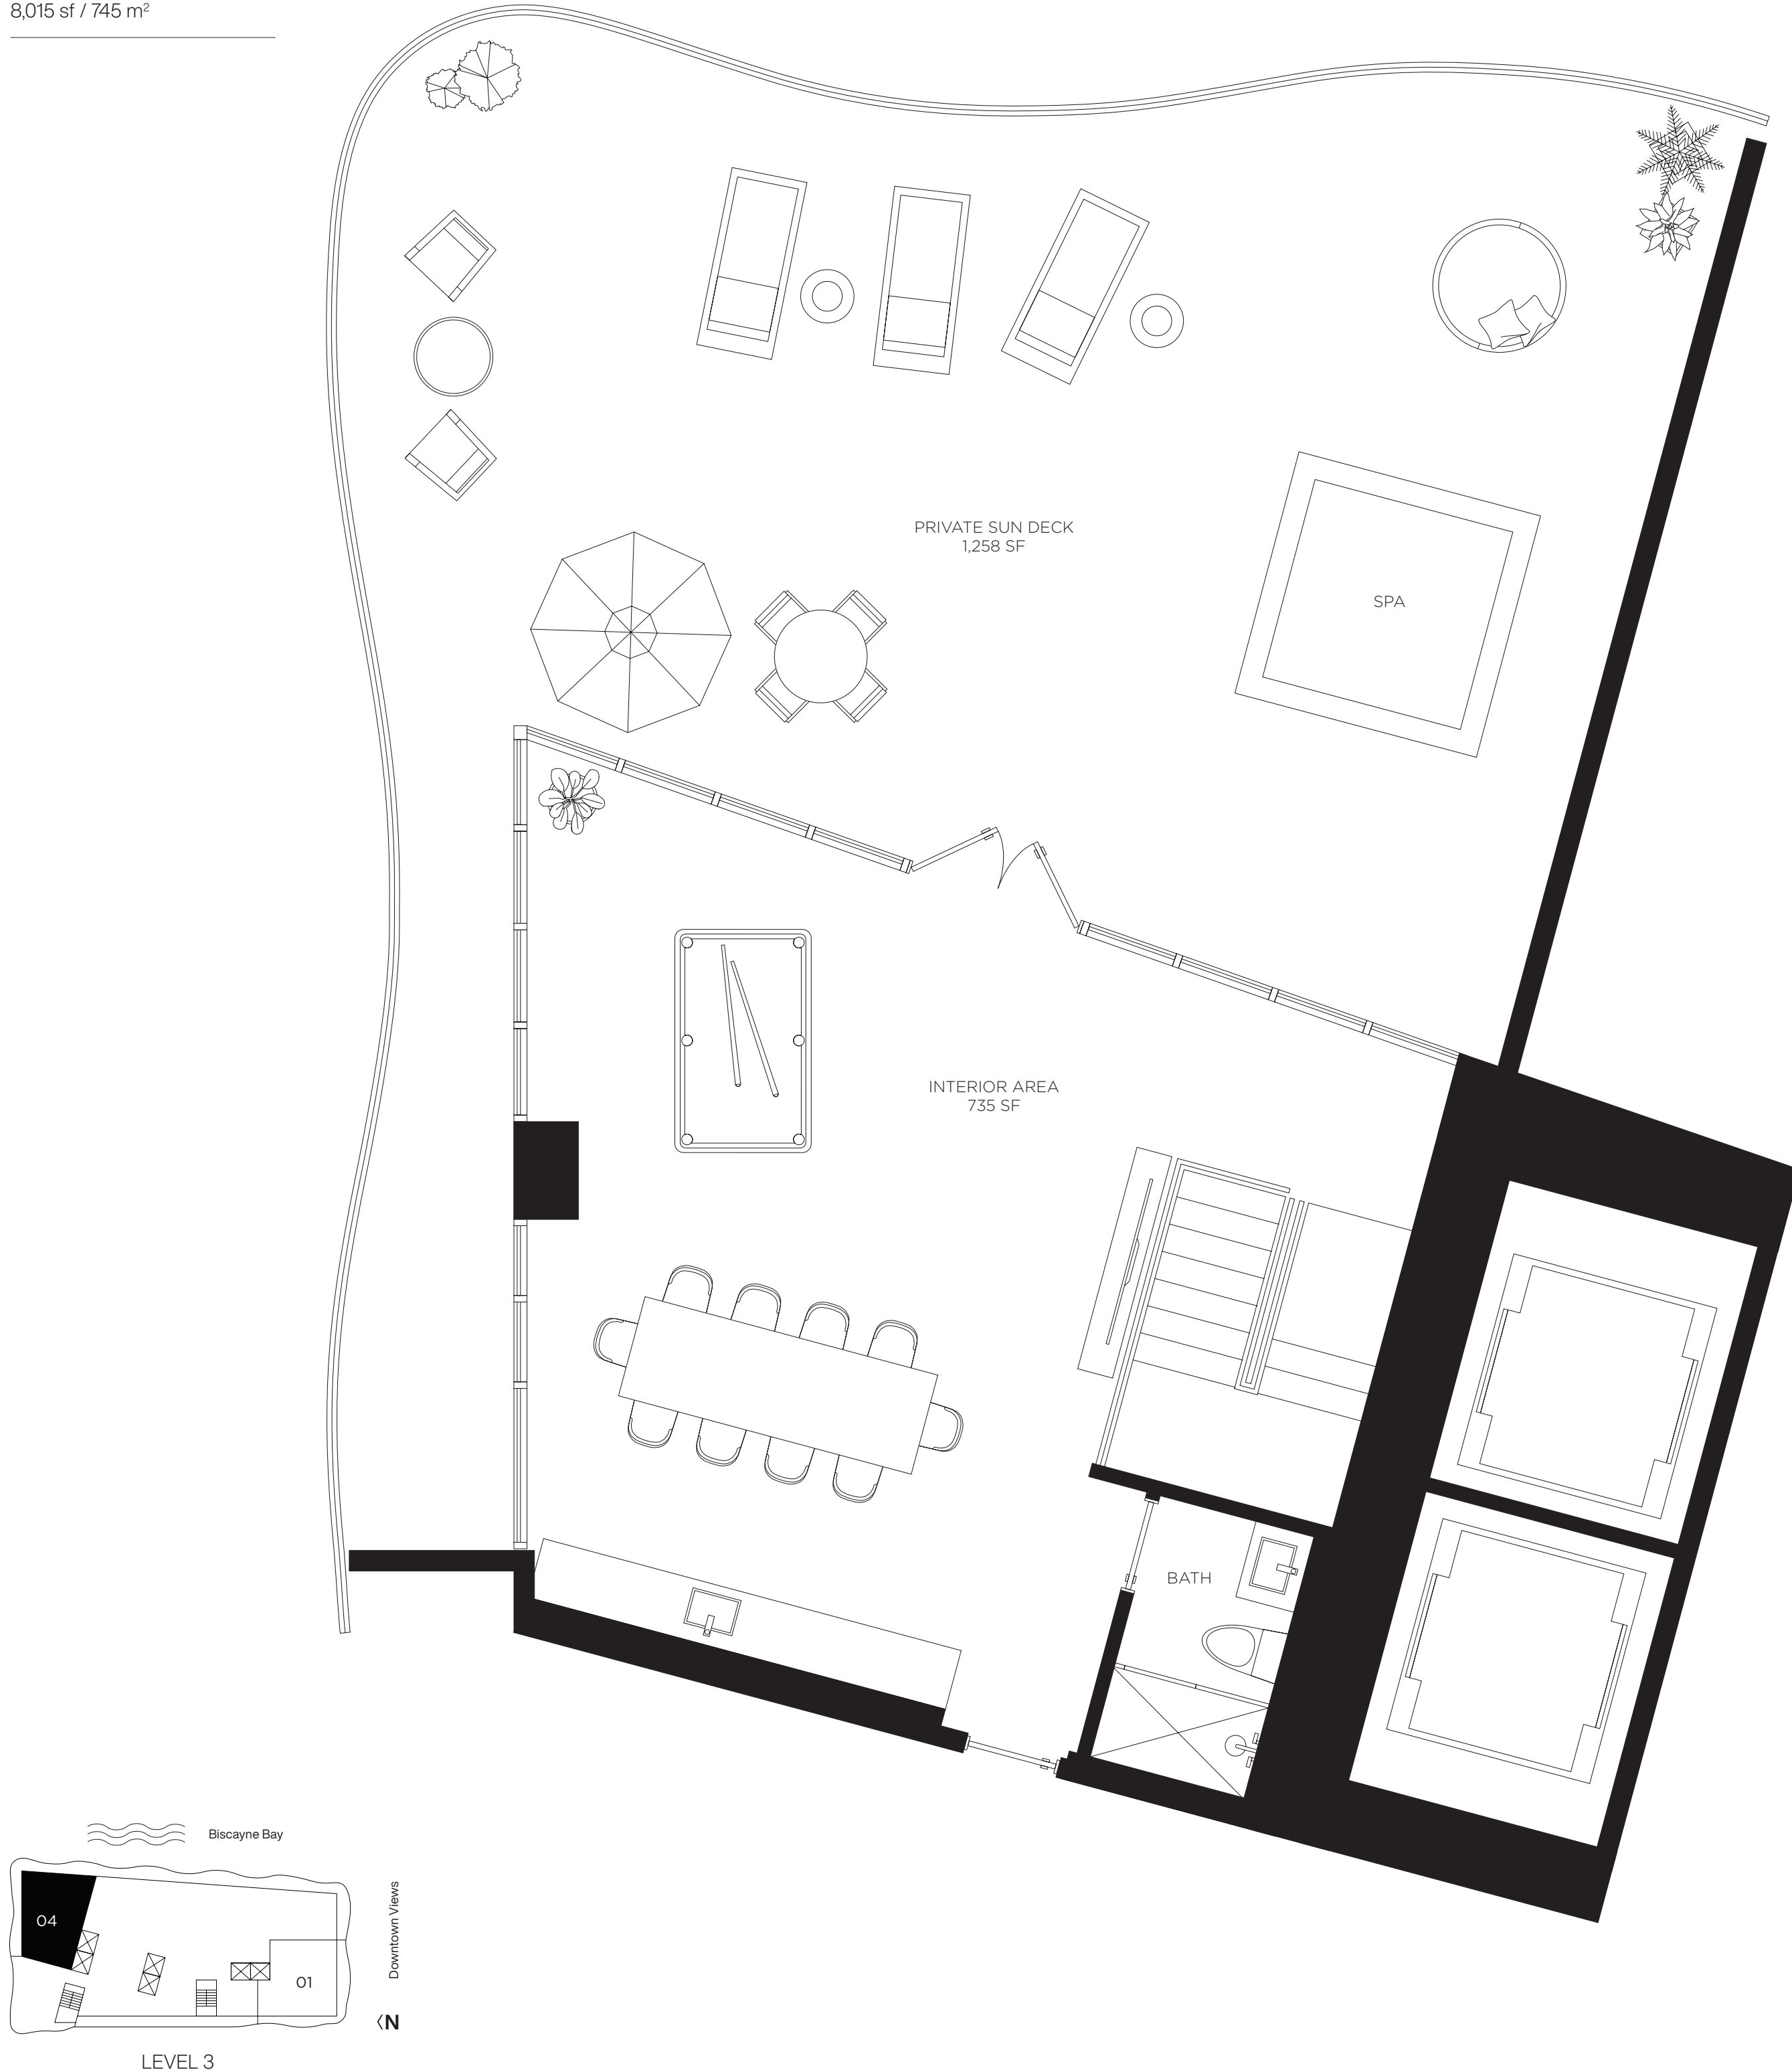 8,015 sf / 745 m²
PRIVATE SUN DECK
1,258 SF
SPA
INTERIOR AREA
735 SF
BATH
Biscayne Bay
04
Downtown Views
01
N
LEVEL 3